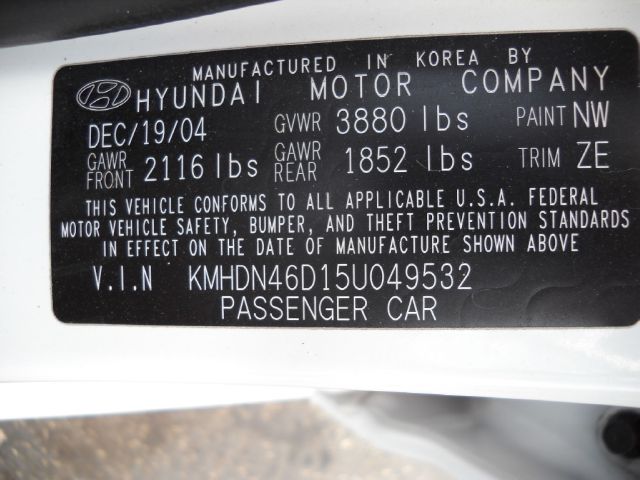 MANUFACTURED IN KOREA BY
HYUNDAI MOTOR COMPANY
DEC/19/04 GVWR 3880 lbs PAINT NW
GAWR FRONT 2116 lbs GAWR REAR 1852 lbs TRIM ZE
THIS VEHICLE CONFORMS TO ALL APPLICABLE U.S.A. FEDERAL
MOTOR VEHICLE SAFETY, BUMPER, AND THEFT PREVENTION STANDARDS
IN EFFECT ON THE DATE OF MANUFACTURE SHOWN ABOVE
V.I.N KMHDN46D15U049532
PASSENGER CAR